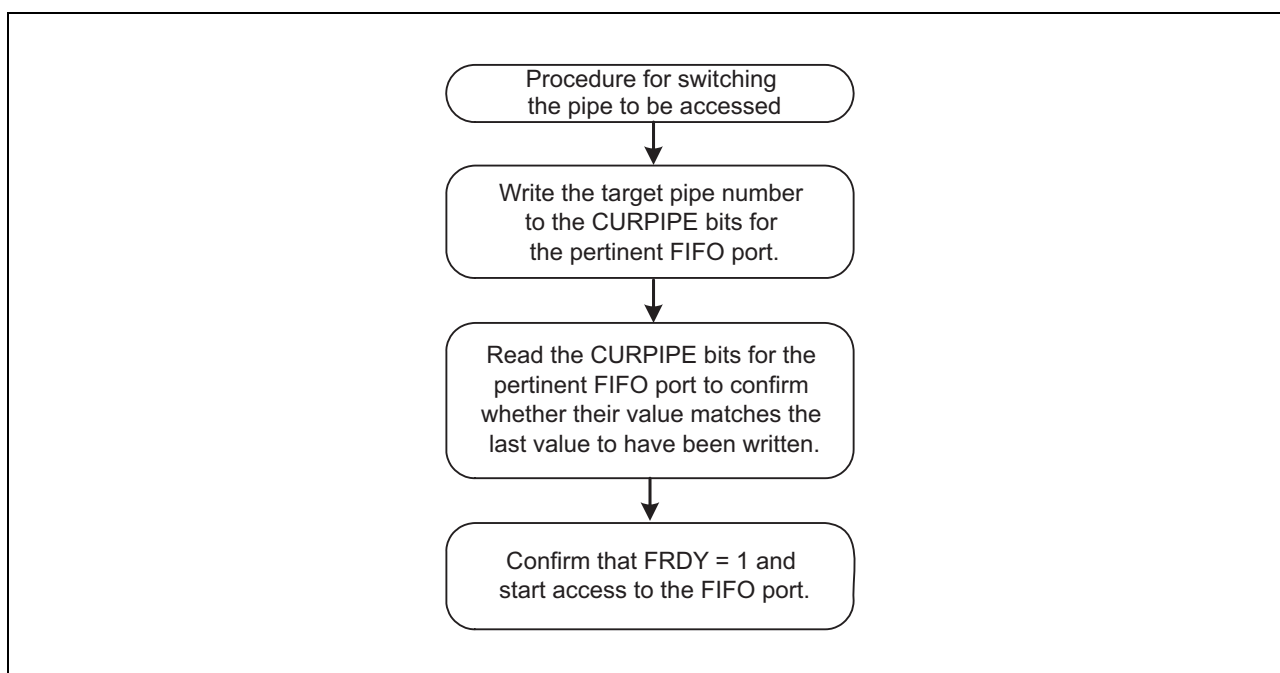 Procedure for switching
the pipe to be accessed
Write the target pipe number
to the CURPIPE bits for
the pertinent FIFO port.
Read the CURPIPE bits for the
pertinent FIFO port to confirm
whether their value matches the
last value to have been written.
Confirm that FRDY = 1 and
start access to the FIFO port.